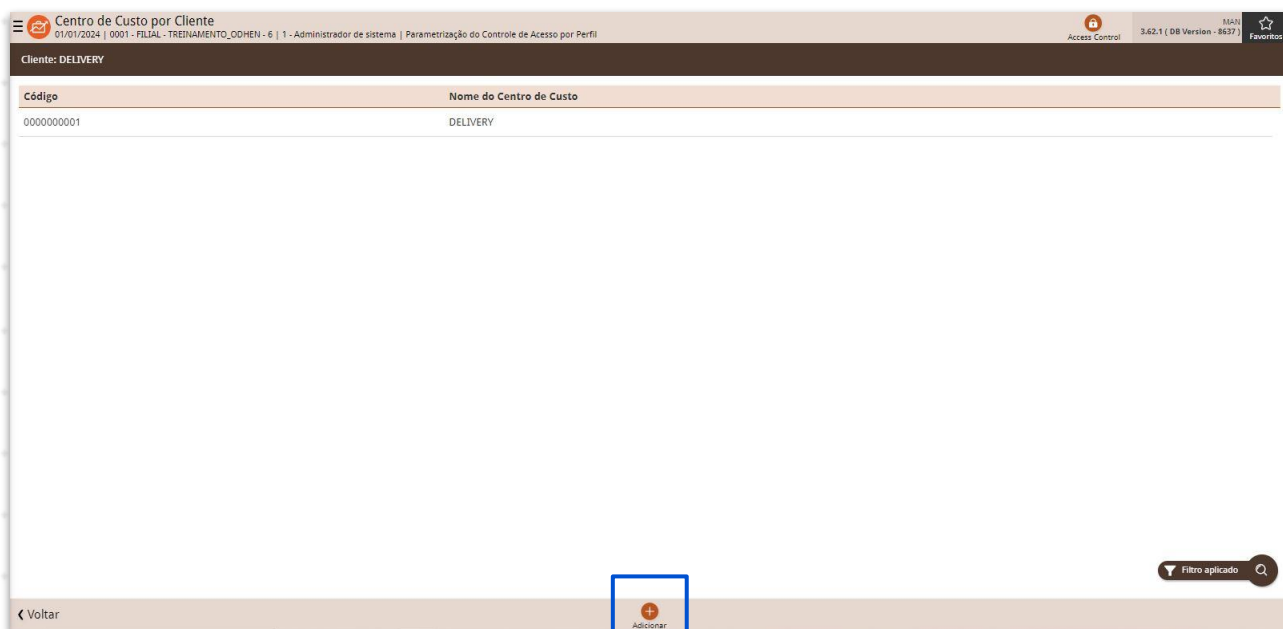 Centro de Custo por Cliente
01/01/2024 | 0001 - FILIAL - TREINAMENTO_ODHEN - 6 | 1 - Administrador de sistema | Parametrização do Controle de Acesso por Perfil
Access Control
MAN
3.62.1 ( DB Version - 8637 )
Favoritos
Cliente: DELIVERY
Código Nome do Centro de Custo
0000000001 DELIVERY
Filtro aplicado
Voltar
Adicionar